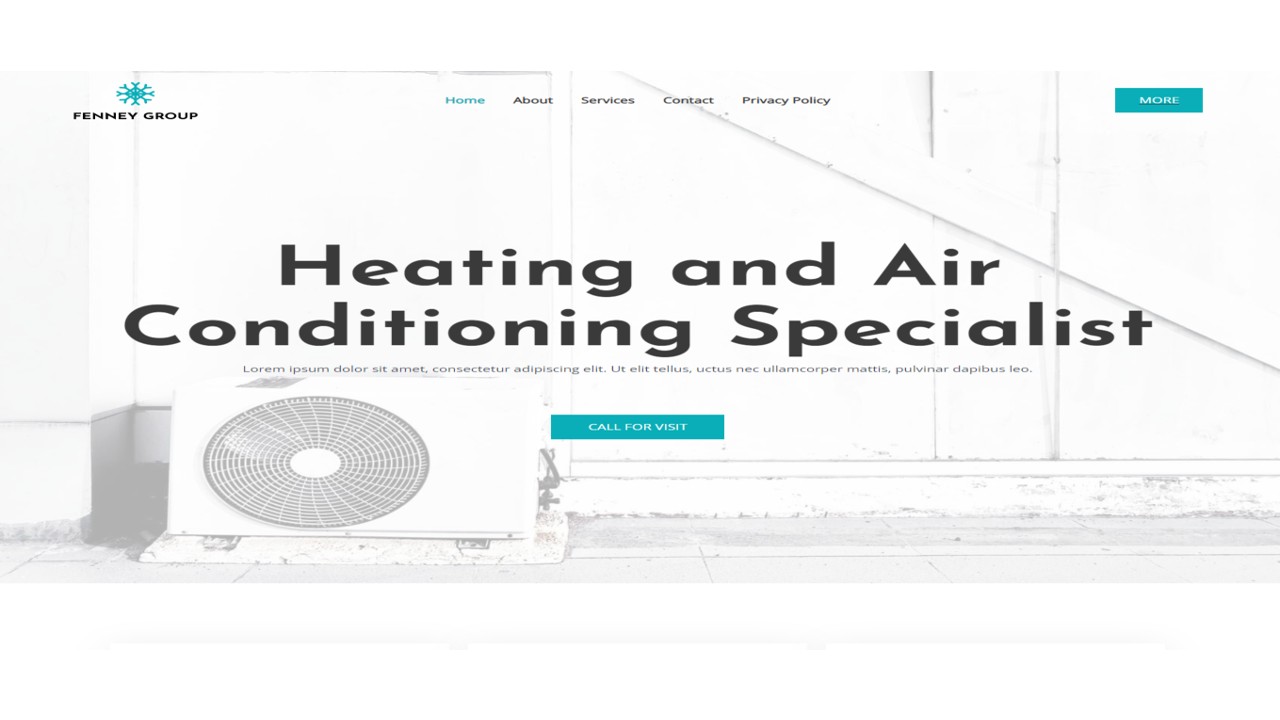 FENNEY GROUP
Home About Services Contact Privacy Policy
MORE
Heating and Air
Conditioning Specialist
Lorem ipsum dolor sit amet, consectetur adipiscing elit. Ut elit tellus, uctus nec ullamcorper mattis, pulvinar dapibus leo.
CALL FOR VISIT